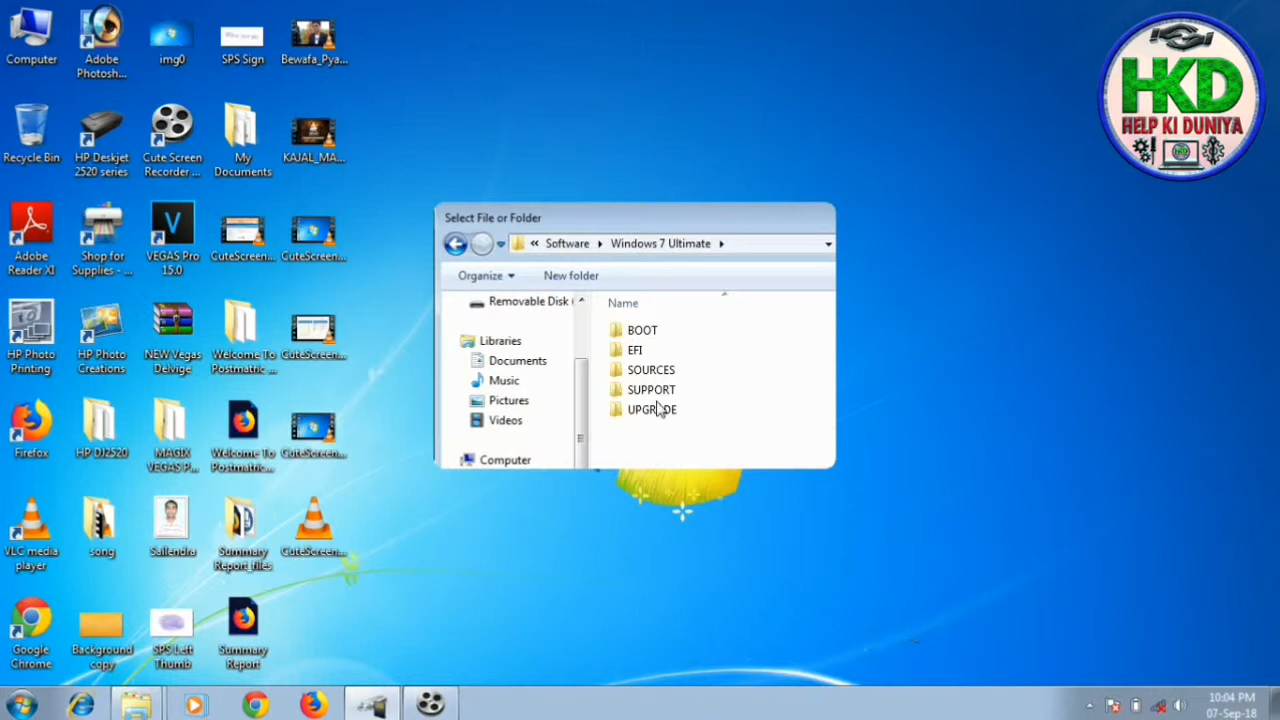 Computer
Adobe
Photosh...
img0
SPS Sign
Bewafa_Pya...
Recycle Bin
HP Deskjet
2520 series
Cute Screen
Recorder ...
My
Documents
KAJAL_MA...
Adobe
Reader XI
Shop for
Supplies - ...
VEGAS Pro
15.0
CuteScreen...
CuteScreen...
HP Photo
Printing
HP Photo
Creations
NEW Vegas
Delvige
Welcome To
Postmatric...
CuteScreen...
Firefox
HP DJ2520
MAGIX
VEGAS P...
Welcome To
Postmatric...
CuteScreen...
VLC media
player
song
Sailendra
Summary
Report_files
CuteScreen...
Google
Chrome
Background
copy
SPS Left
Thumb
Summary
Report
Select File or Folder
« Software Windows 7 Ultimate
Organize New folder
Removable Disk (
Libraries
Documents
Music
Pictures
Videos
Computer
Name
BOOT
EFI
SOURCES
SUPPORT
UPGRADE
HKD
HELP KI DUNIYA
10:04 PM
07-Sep-18